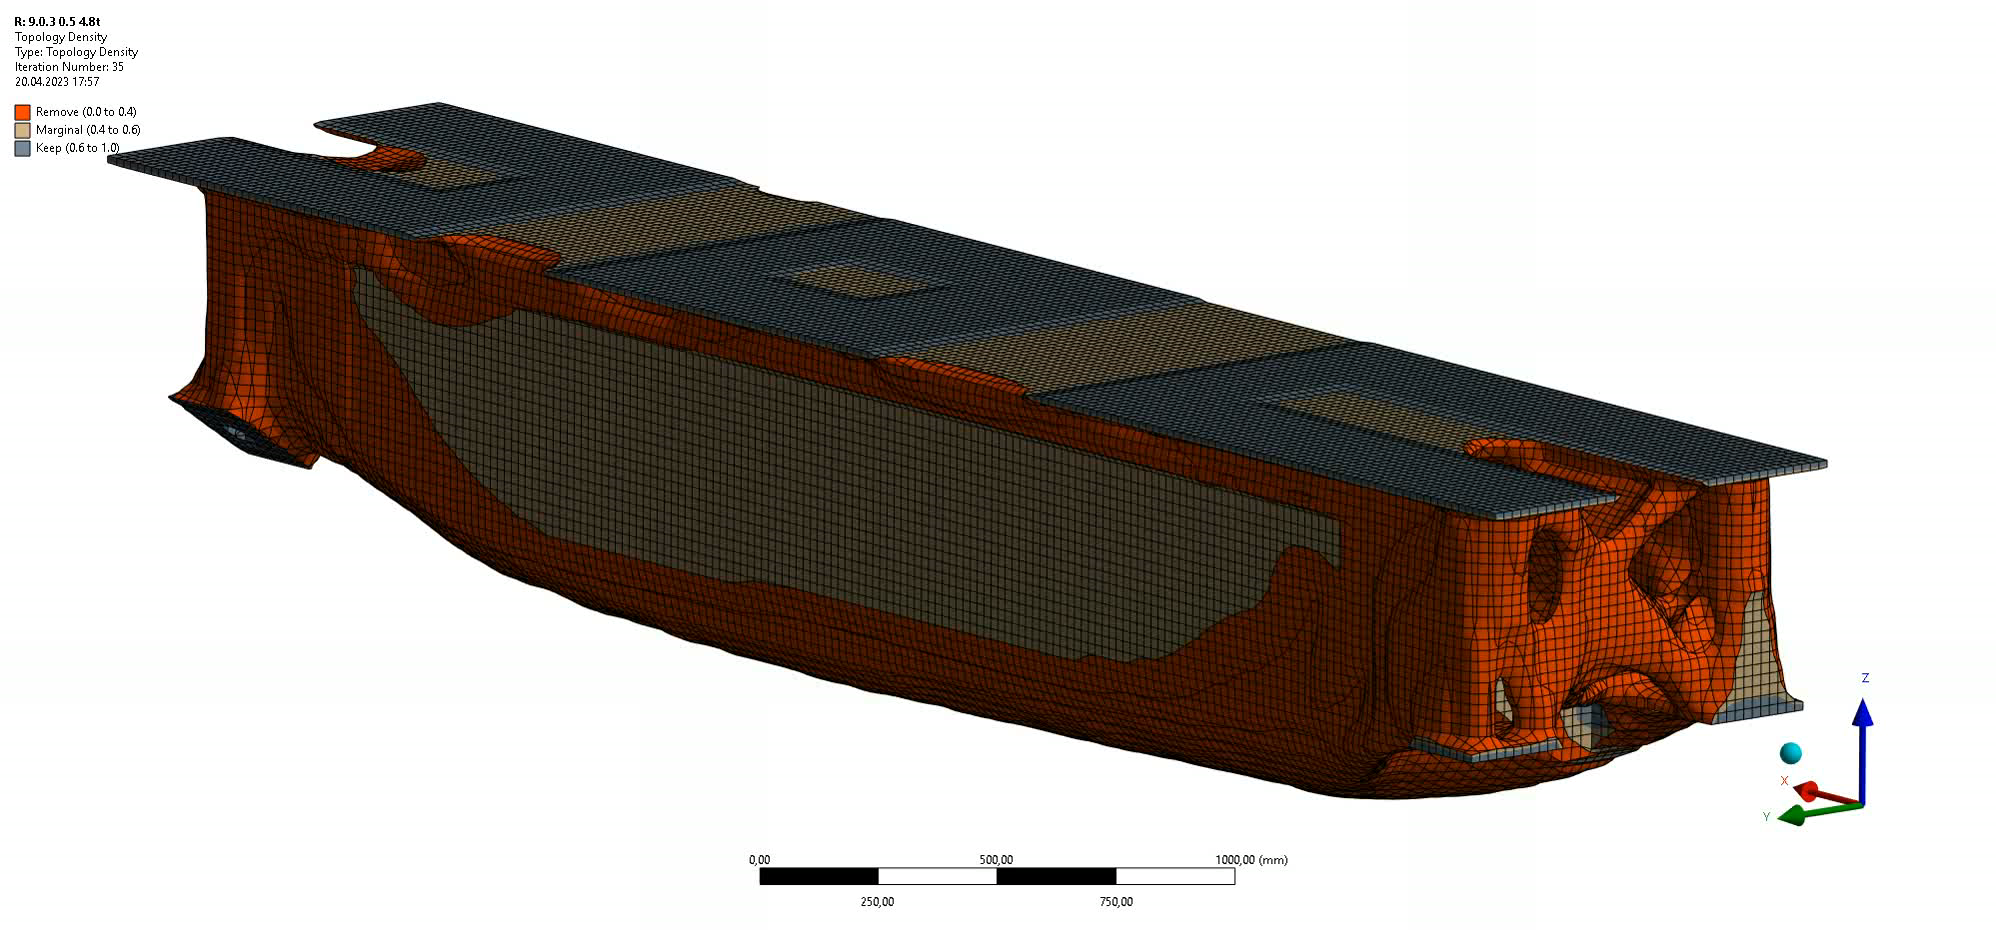 R: 9.0.3 0.5 4.8t
Topology Density
Type: Topology Density
Iteration Number: 35
20.04.2023 17:57
Remove (0.0 to 0.4)
Marginal (0.4 to 0.6)
Keep (0.6 to 1.0)
Z
X
Y
0,00 500,00 1000,00 (mm)
250,00 750,00